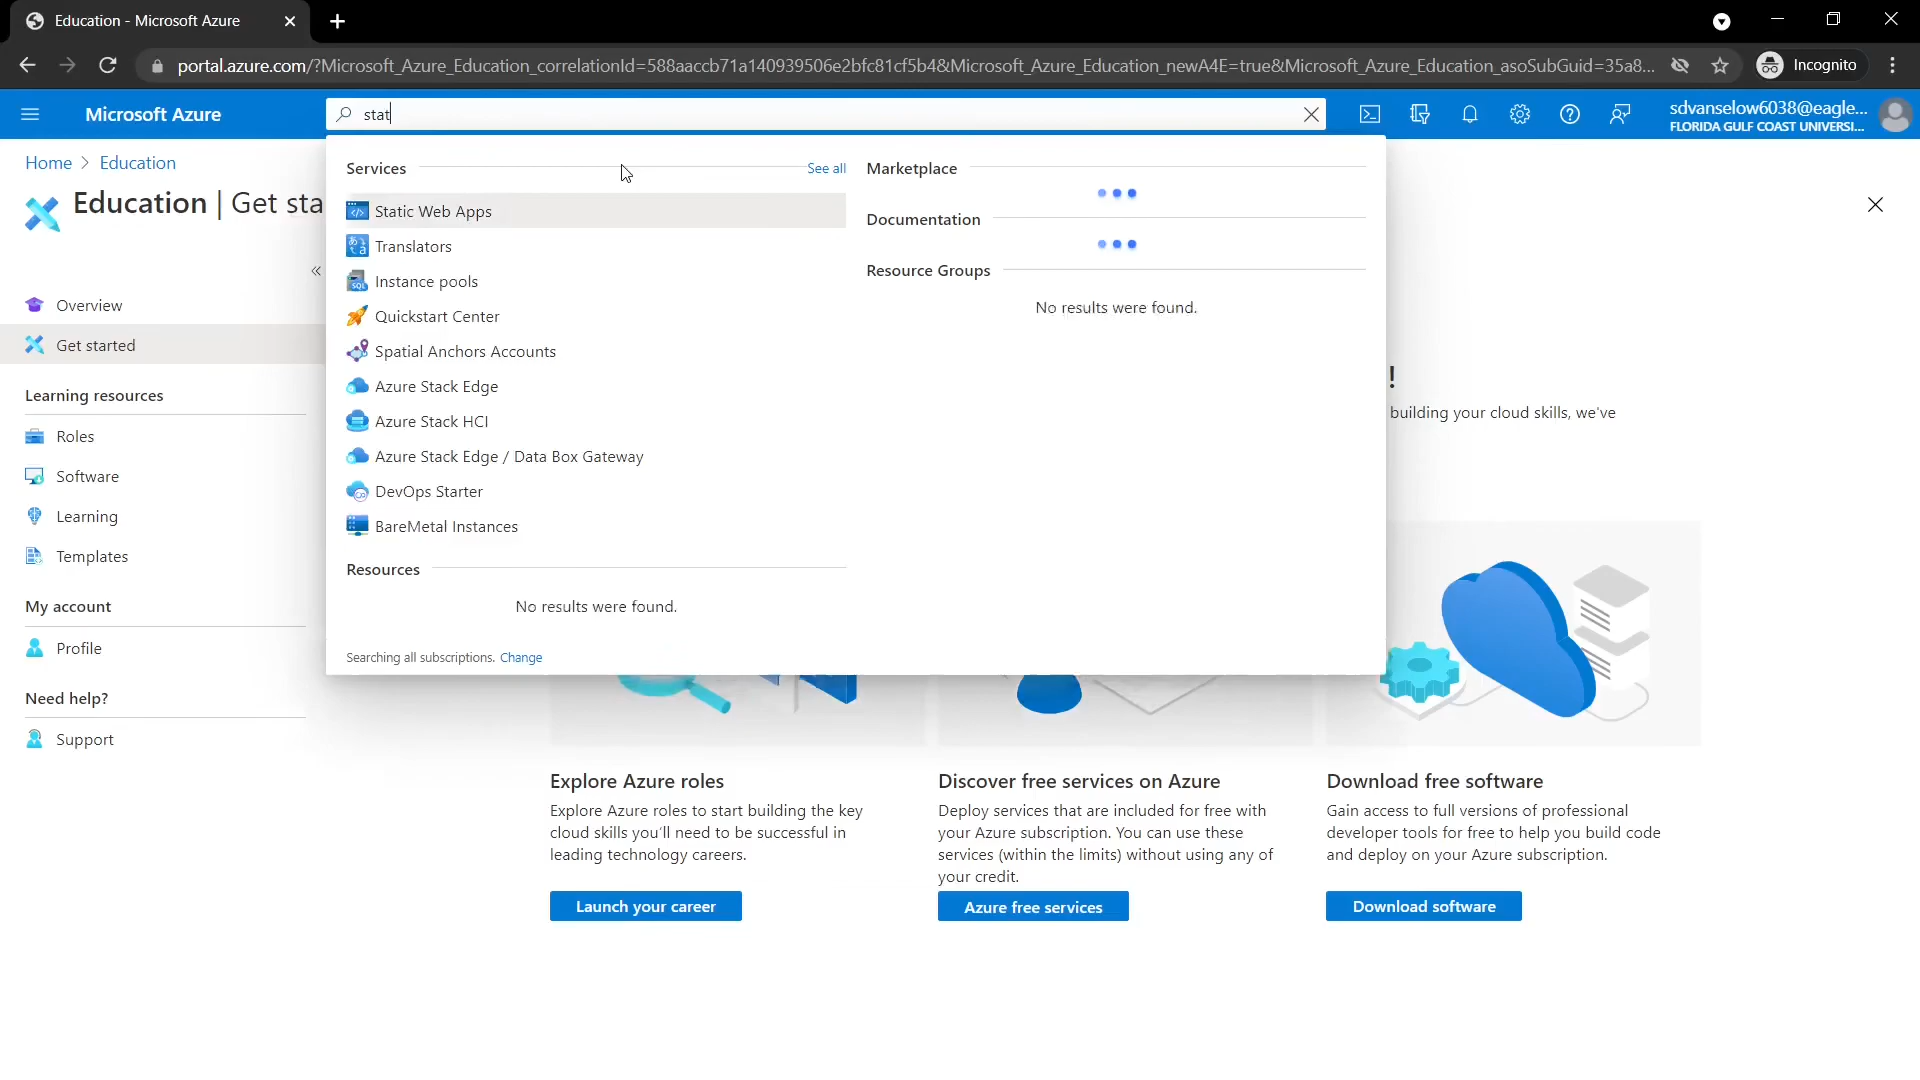 Education - Microsoft Azure
portal.azure.com/?Microsoft_Azure_Education_correlationId=588aaccb71a140939506e2bfc81cf5b4&Microsoft_Azure_Education_newA4E=true&Microsoft_Azure_Education_asoSubGuid=35a8...
Incognito
Microsoft Azure
stat
sdvanselow6038@eagle...
FLORIDA GULF COAST UNIVERSI...
Home > Education
Education | Get sta
Overview
Get started
Learning resources
Roles
Software
Learning
Templates
My account
Profile
Need help?
Support
Services
See all
Static Web Apps
Translators
Instance pools
Quickstart Center
Spatial Anchors Accounts
Azure Stack Edge
Azure Stack HCI
Azure Stack Edge / Data Box Gateway
DevOps Starter
BareMetal Instances
Resources
No results were found.
Searching all subscriptions. Change
Marketplace
Documentation
Resource Groups
No results were found.
!
building your cloud skills, we've
Explore Azure roles
Explore Azure roles to start building the key
cloud skills you'll need to be successful in
leading technology careers.
Launch your career
Discover free services on Azure
Deploy services that are included for free with
your Azure subscription. You can use these
services (within the limits) without using any of
your credit.
Azure free services
Download free software
Gain access to full versions of professional
developer tools for free to help you build code
and deploy on your Azure subscription.
Download software